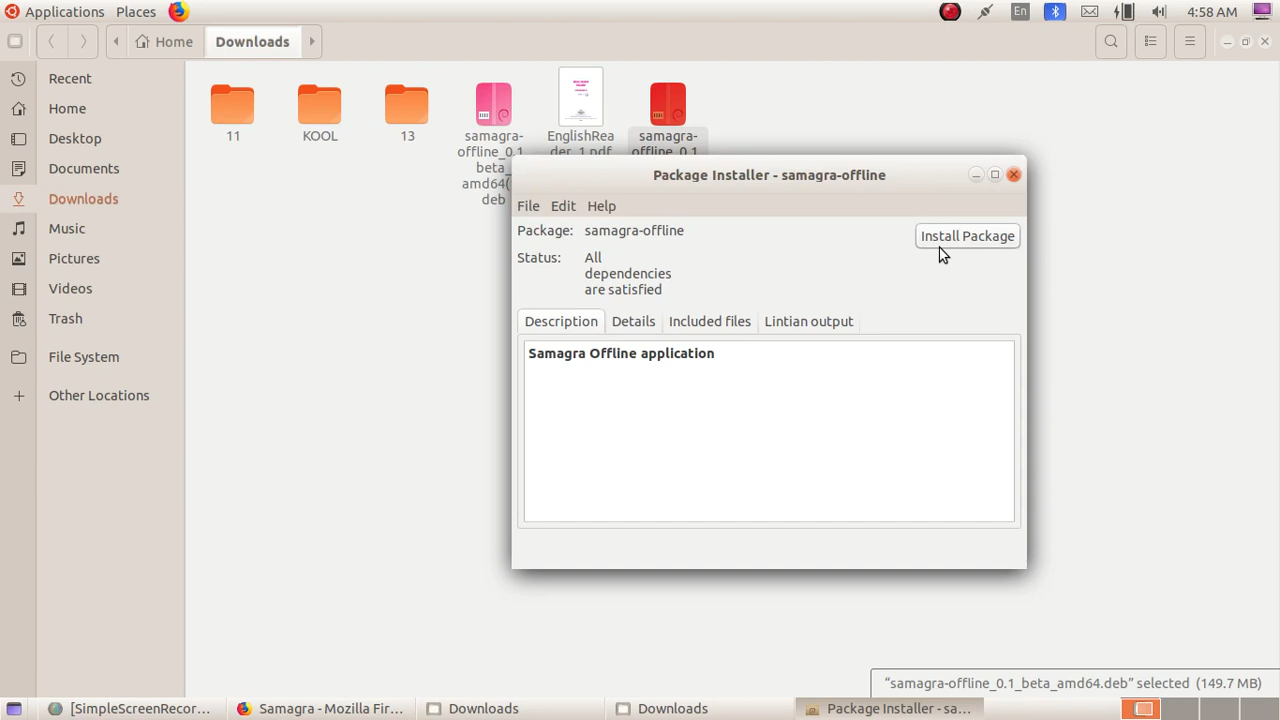 Applications Places En 4:58 AM
Home Downloads
Recent
Home
Desktop
Documents
Downloads
Music
Pictures
Videos
Trash
File System
Other Locations
11
KOOL
13
samagra-
offline_0.1_
beta_
amd64(
deb
EnglishRea
der_1.pdf
samagra-
offline_0.1_
Package Installer - samagra-offline
File Edit Help
Package: samagra-offline
Install Package
Status: All
dependencies
are satisfied
Description Details Included files Lintian output
Samagra Offline application
"samagra-offline_0.1_beta_amd64.deb" selected (149.7 MB)
[SimpleScreenRecor... Samagra - Mozilla Fir... Downloads Downloads Package Installer - sa...